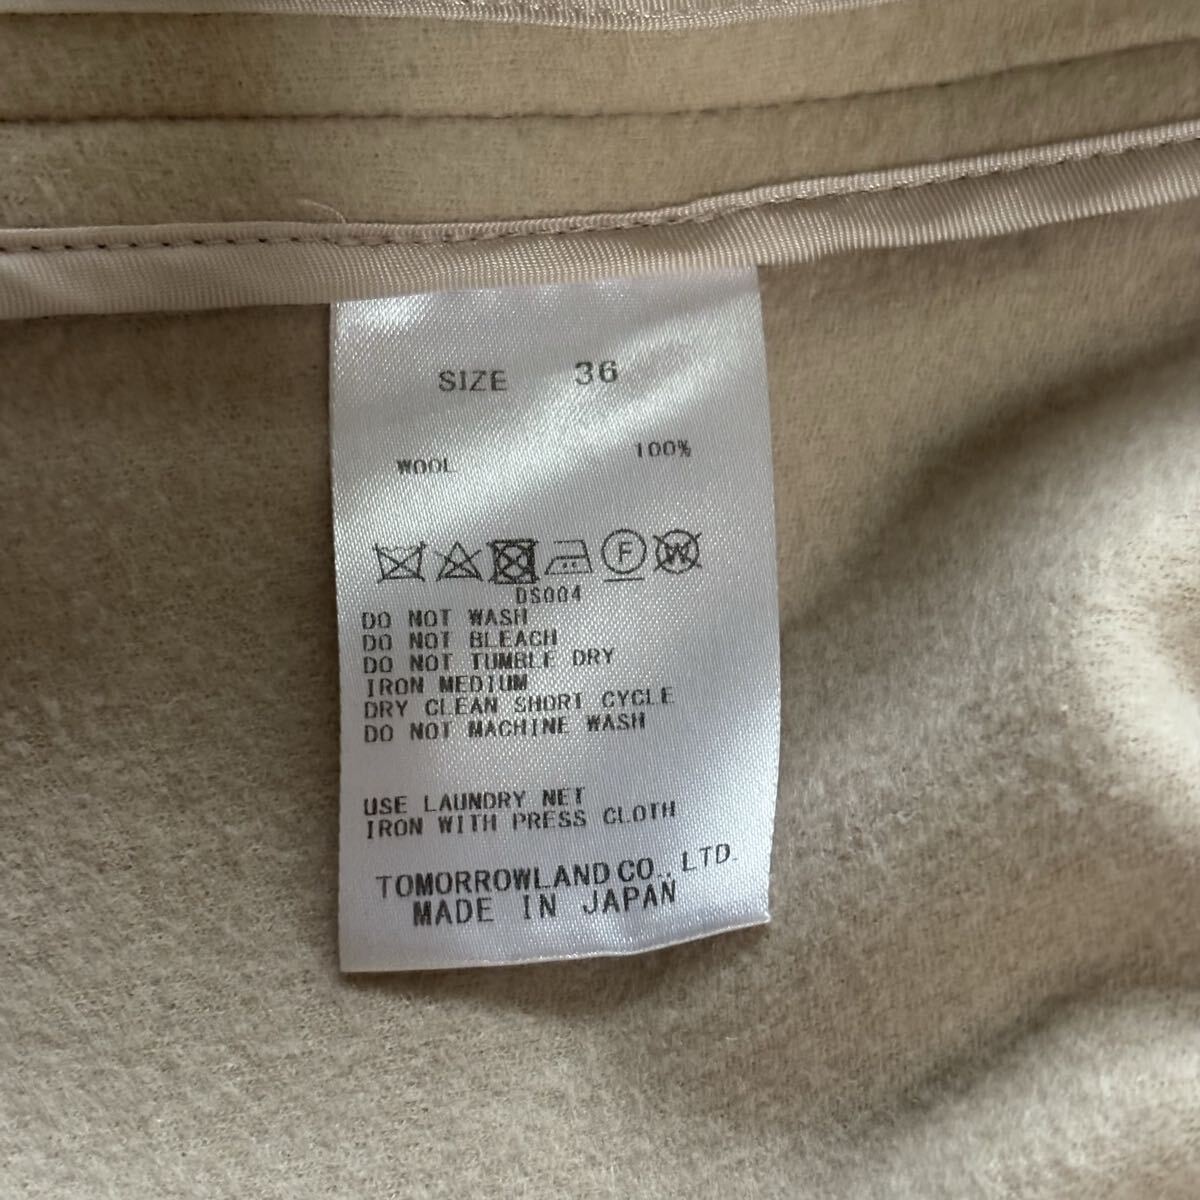 SIZE 36
WOOL 100%
F W
DS004
DO NOT WASH
DO NOT BLEACH
DO NOT TUMBLE DRY
IRON MEDIUM
DRY CLEAN SHORT CYCLE
DO NOT MACHINE WASH
USE LAUNDRY NET
IRON WITH PRESS CLOTH
TOMORROWLAND CO., LTD.
MADE IN JAPAN